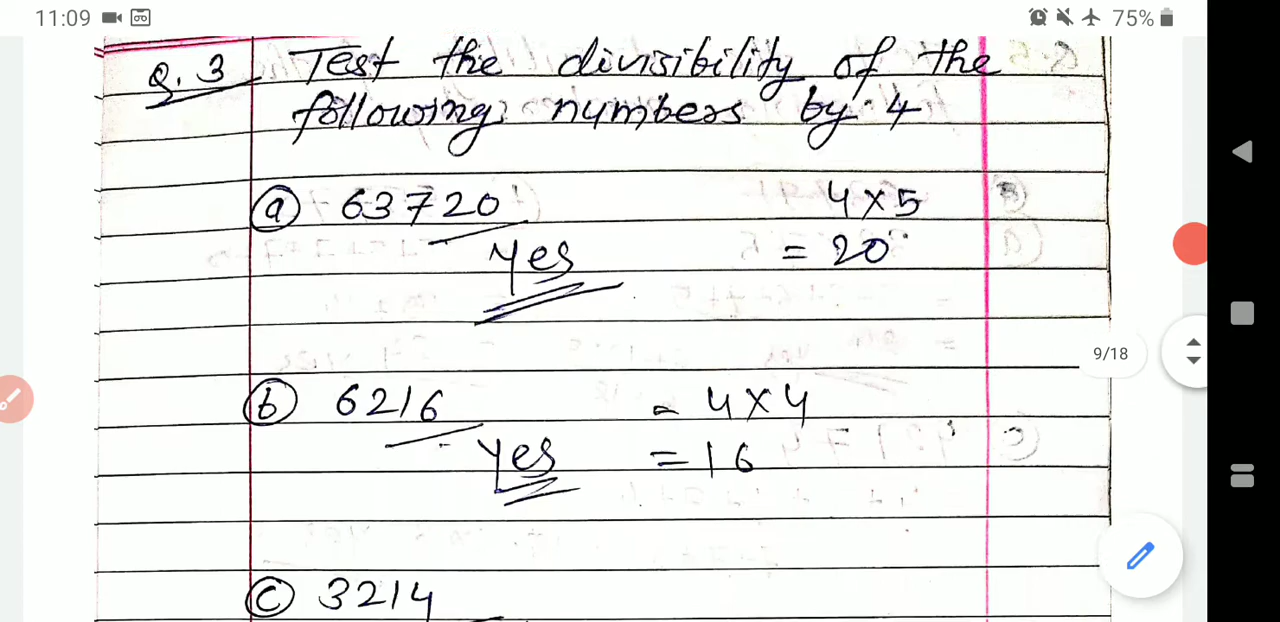 11:09
75%
Q. 3 Test the divisibility of the
following numbers by 4
(a) 63720 4×5
Yes = 20
9/18
(b) 6216 = 4×4
Yes = 16
(c) 3214